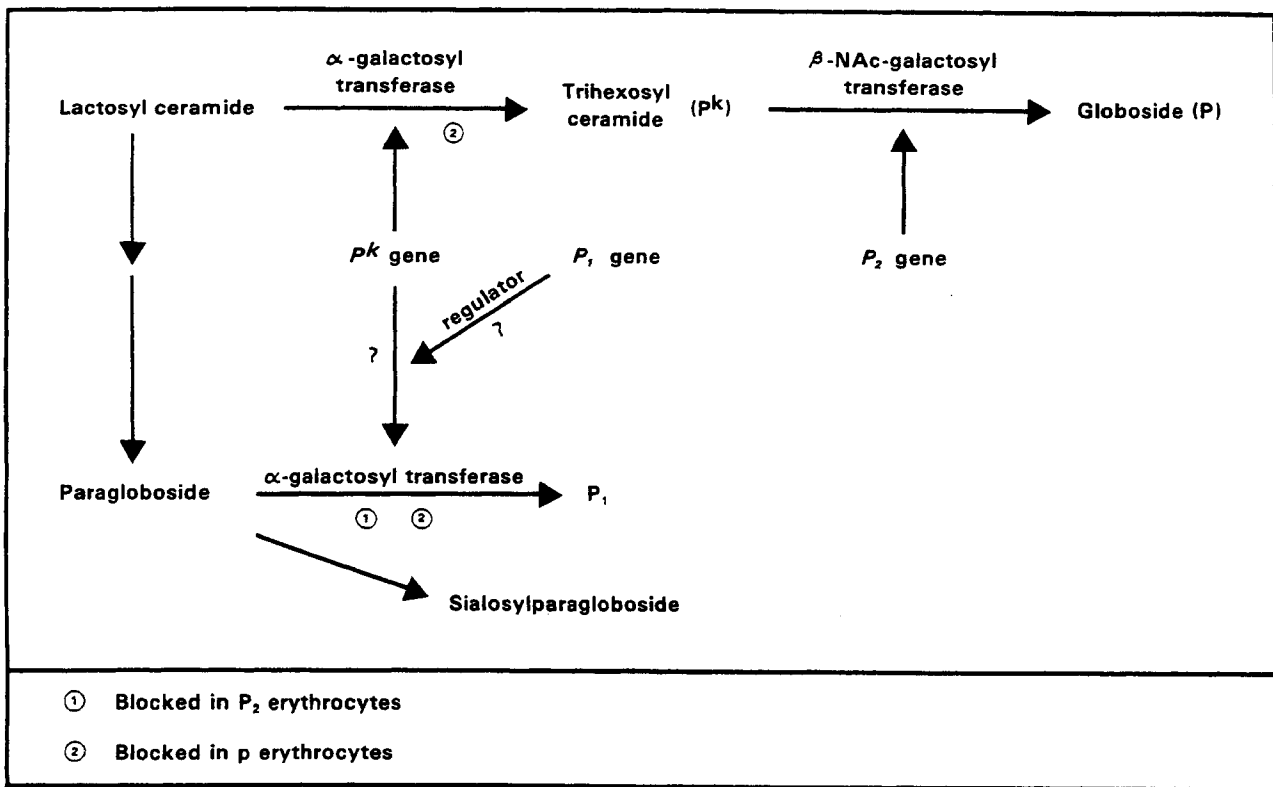 α-galactosyl
transferase
β-NAc-galactosyl
transferase
Lactosyl ceramide
Trihexosyl
ceramide (Pk)
Globoside (P)
②
Pk gene
P₁ gene
P₂ gene
regulator
?
?
α-galactosyl transferase
Paragloboside
P₁
① ②
Sialosylparagloboside
① Blocked in P₂ erythrocytes
② Blocked in p erythrocytes